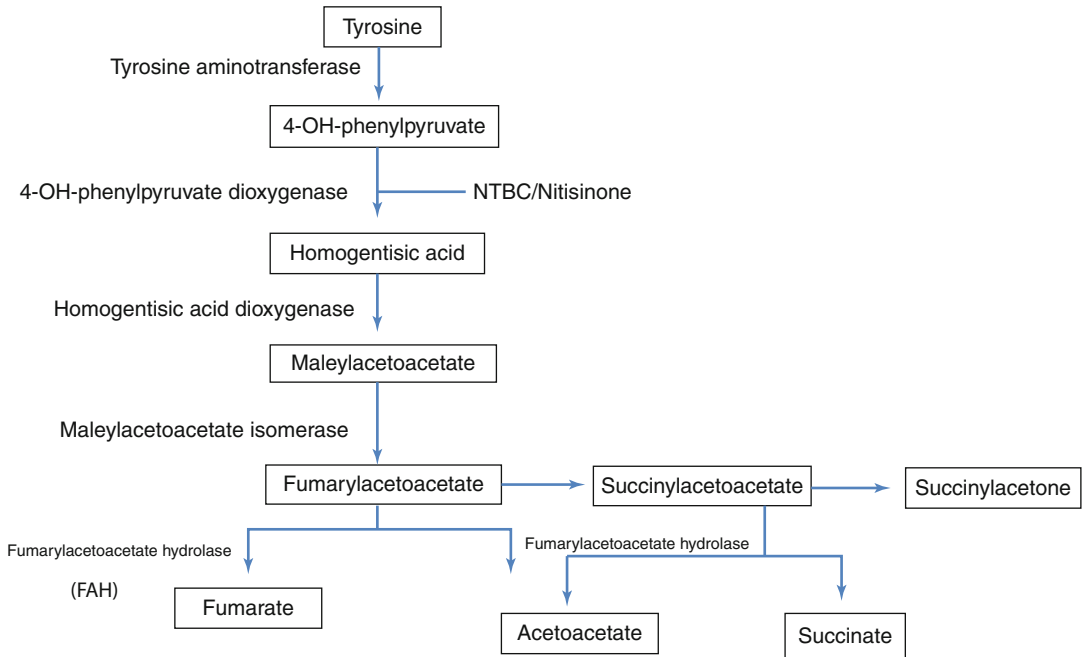 Tyrosine
Tyrosine aminotransferase
4-OH-phenylpyruvate
4-OH-phenylpyruvate dioxygenase
NTBC/Nitisinone
Homogentisic acid
Homogentisic acid dioxygenase
Maleylacetoacetate
Maleylacetoacetate isomerase
Fumarylacetoacetate
Succinylacetoacetate
Succinylacetone
Fumarylacetoacetate hydrolase
(FAH)
Fumarylacetoacetate hydrolase
Fumarate
Acetoacetate
Succinate